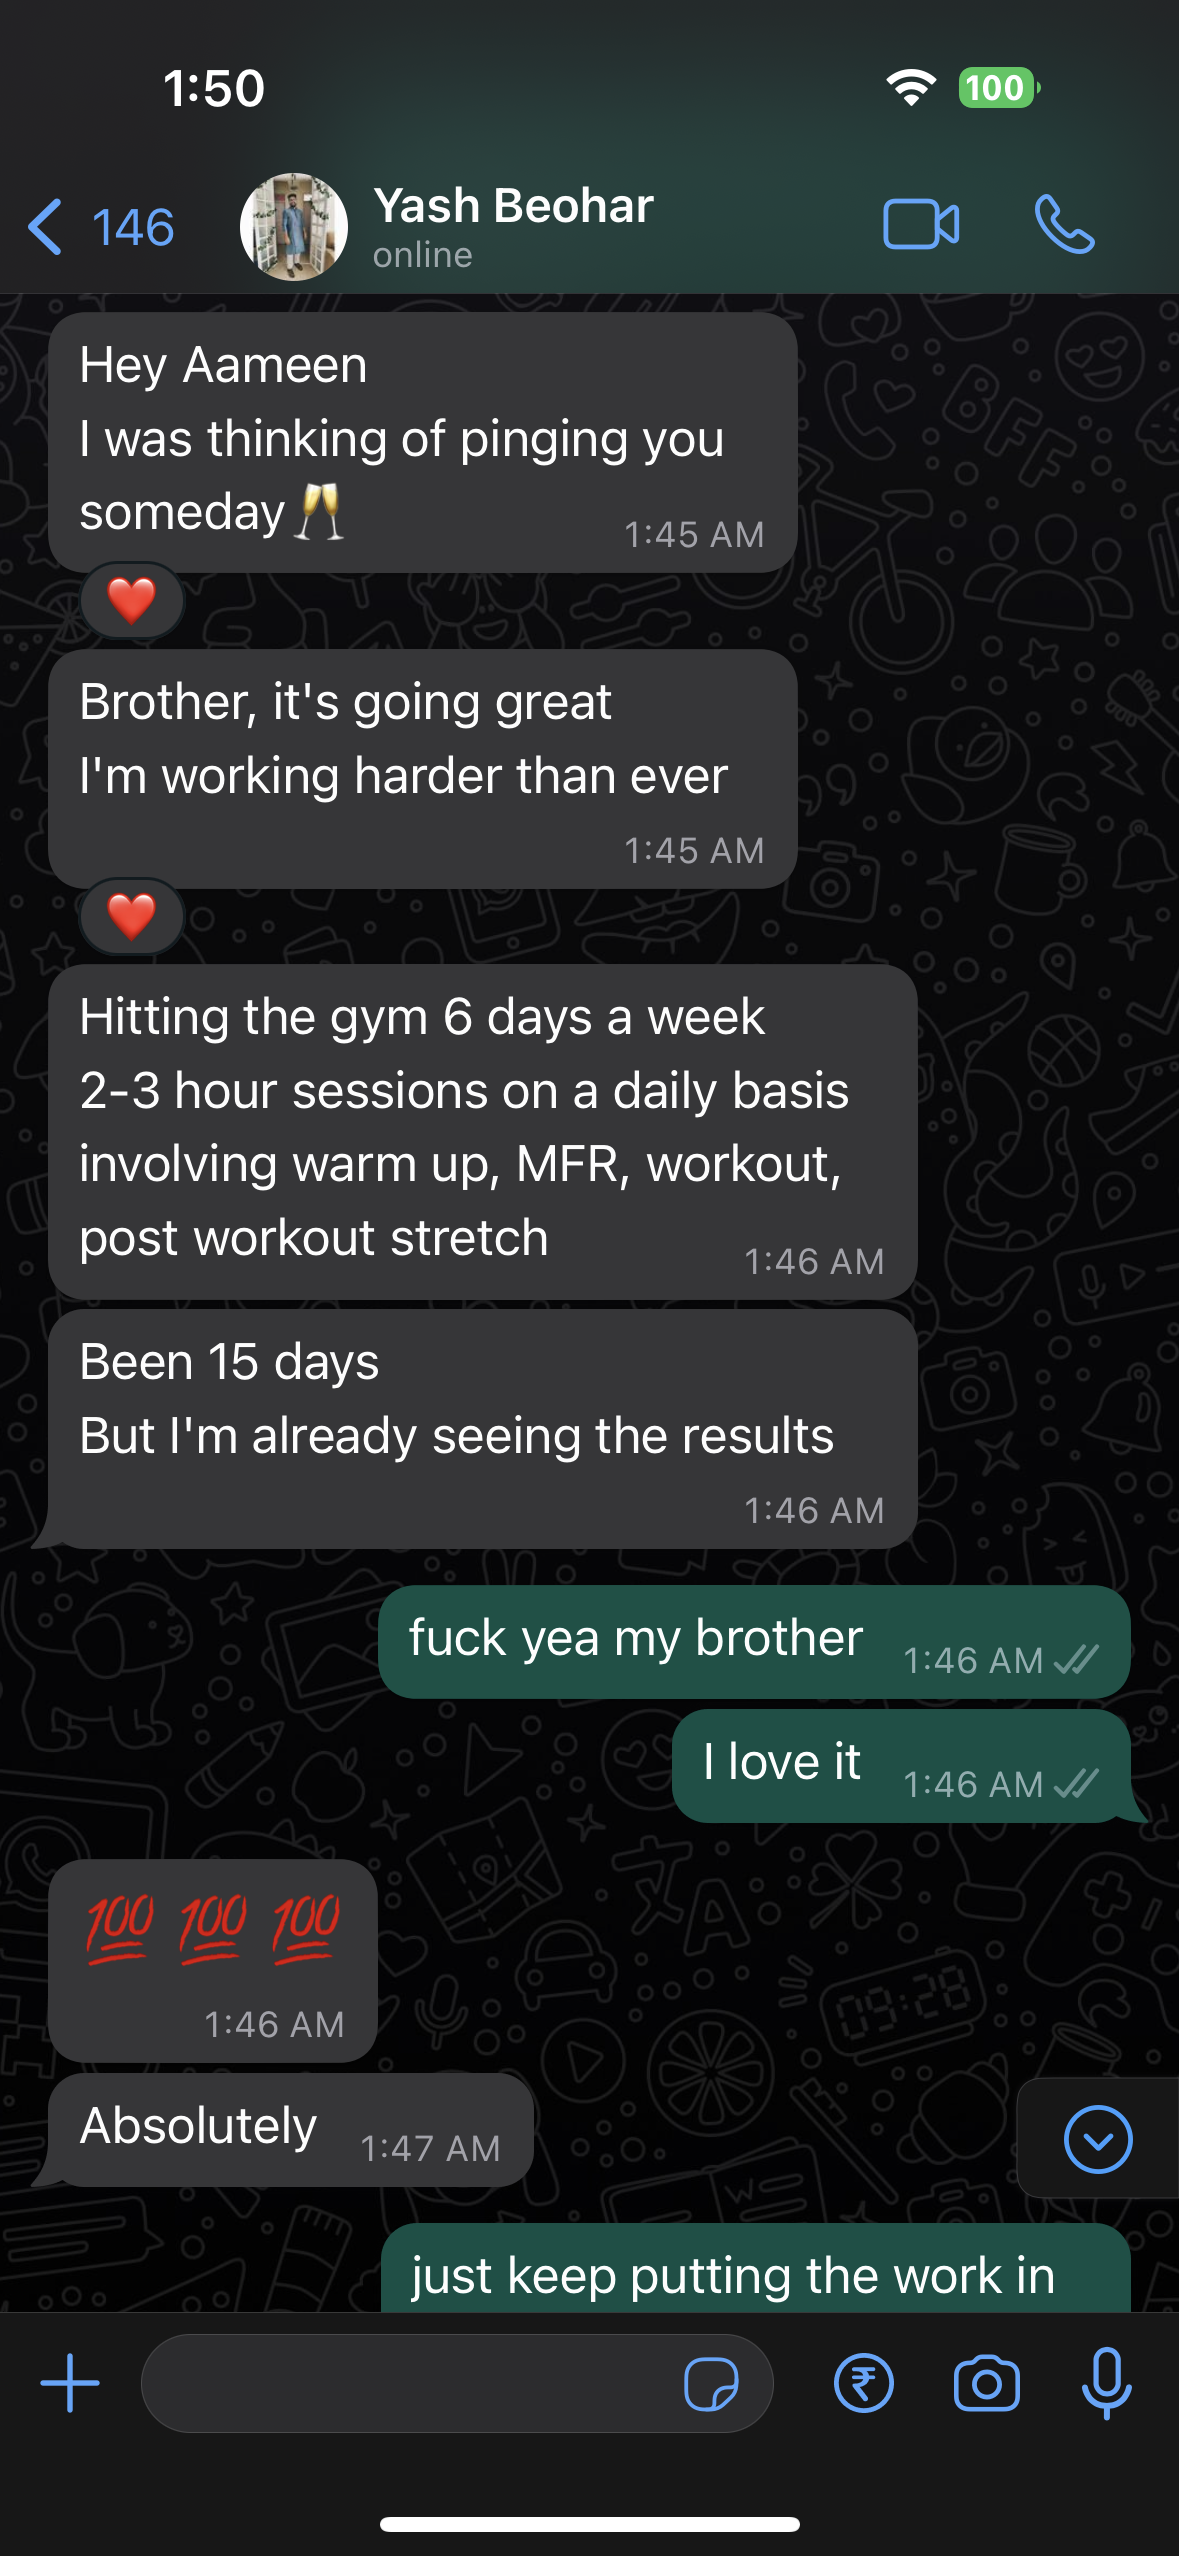 1:50
100
146
Yash Beohar
online
Hey Aameen
I was thinking of pinging you
someday🥂
1:45 AM
❤️
Brother, it's going great
I'm working harder than ever
1:45 AM
❤️
Hitting the gym 6 days a week
2-3 hour sessions on a daily basis
involving warm up, MFR, workout,
post workout stretch
1:46 AM
Been 15 days
But I'm already seeing the results
1:46 AM
fuck yea my brother
1:46 AM
I love it
1:46 AM
💯 💯 💯
1:46 AM
Absolutely
1:47 AM
just keep putting the work in
₹